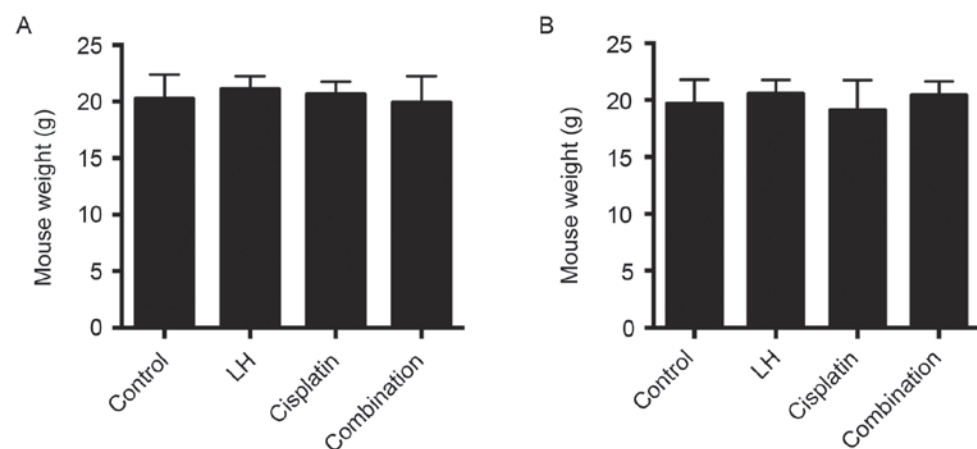 A
Mouse weight (g)
25
20
15
10
5
0
Control
LH
Cisplatin
Combination
B
Mouse weight (g)
25
20
15
10
5
0
Control
LH
Cisplatin
Combination